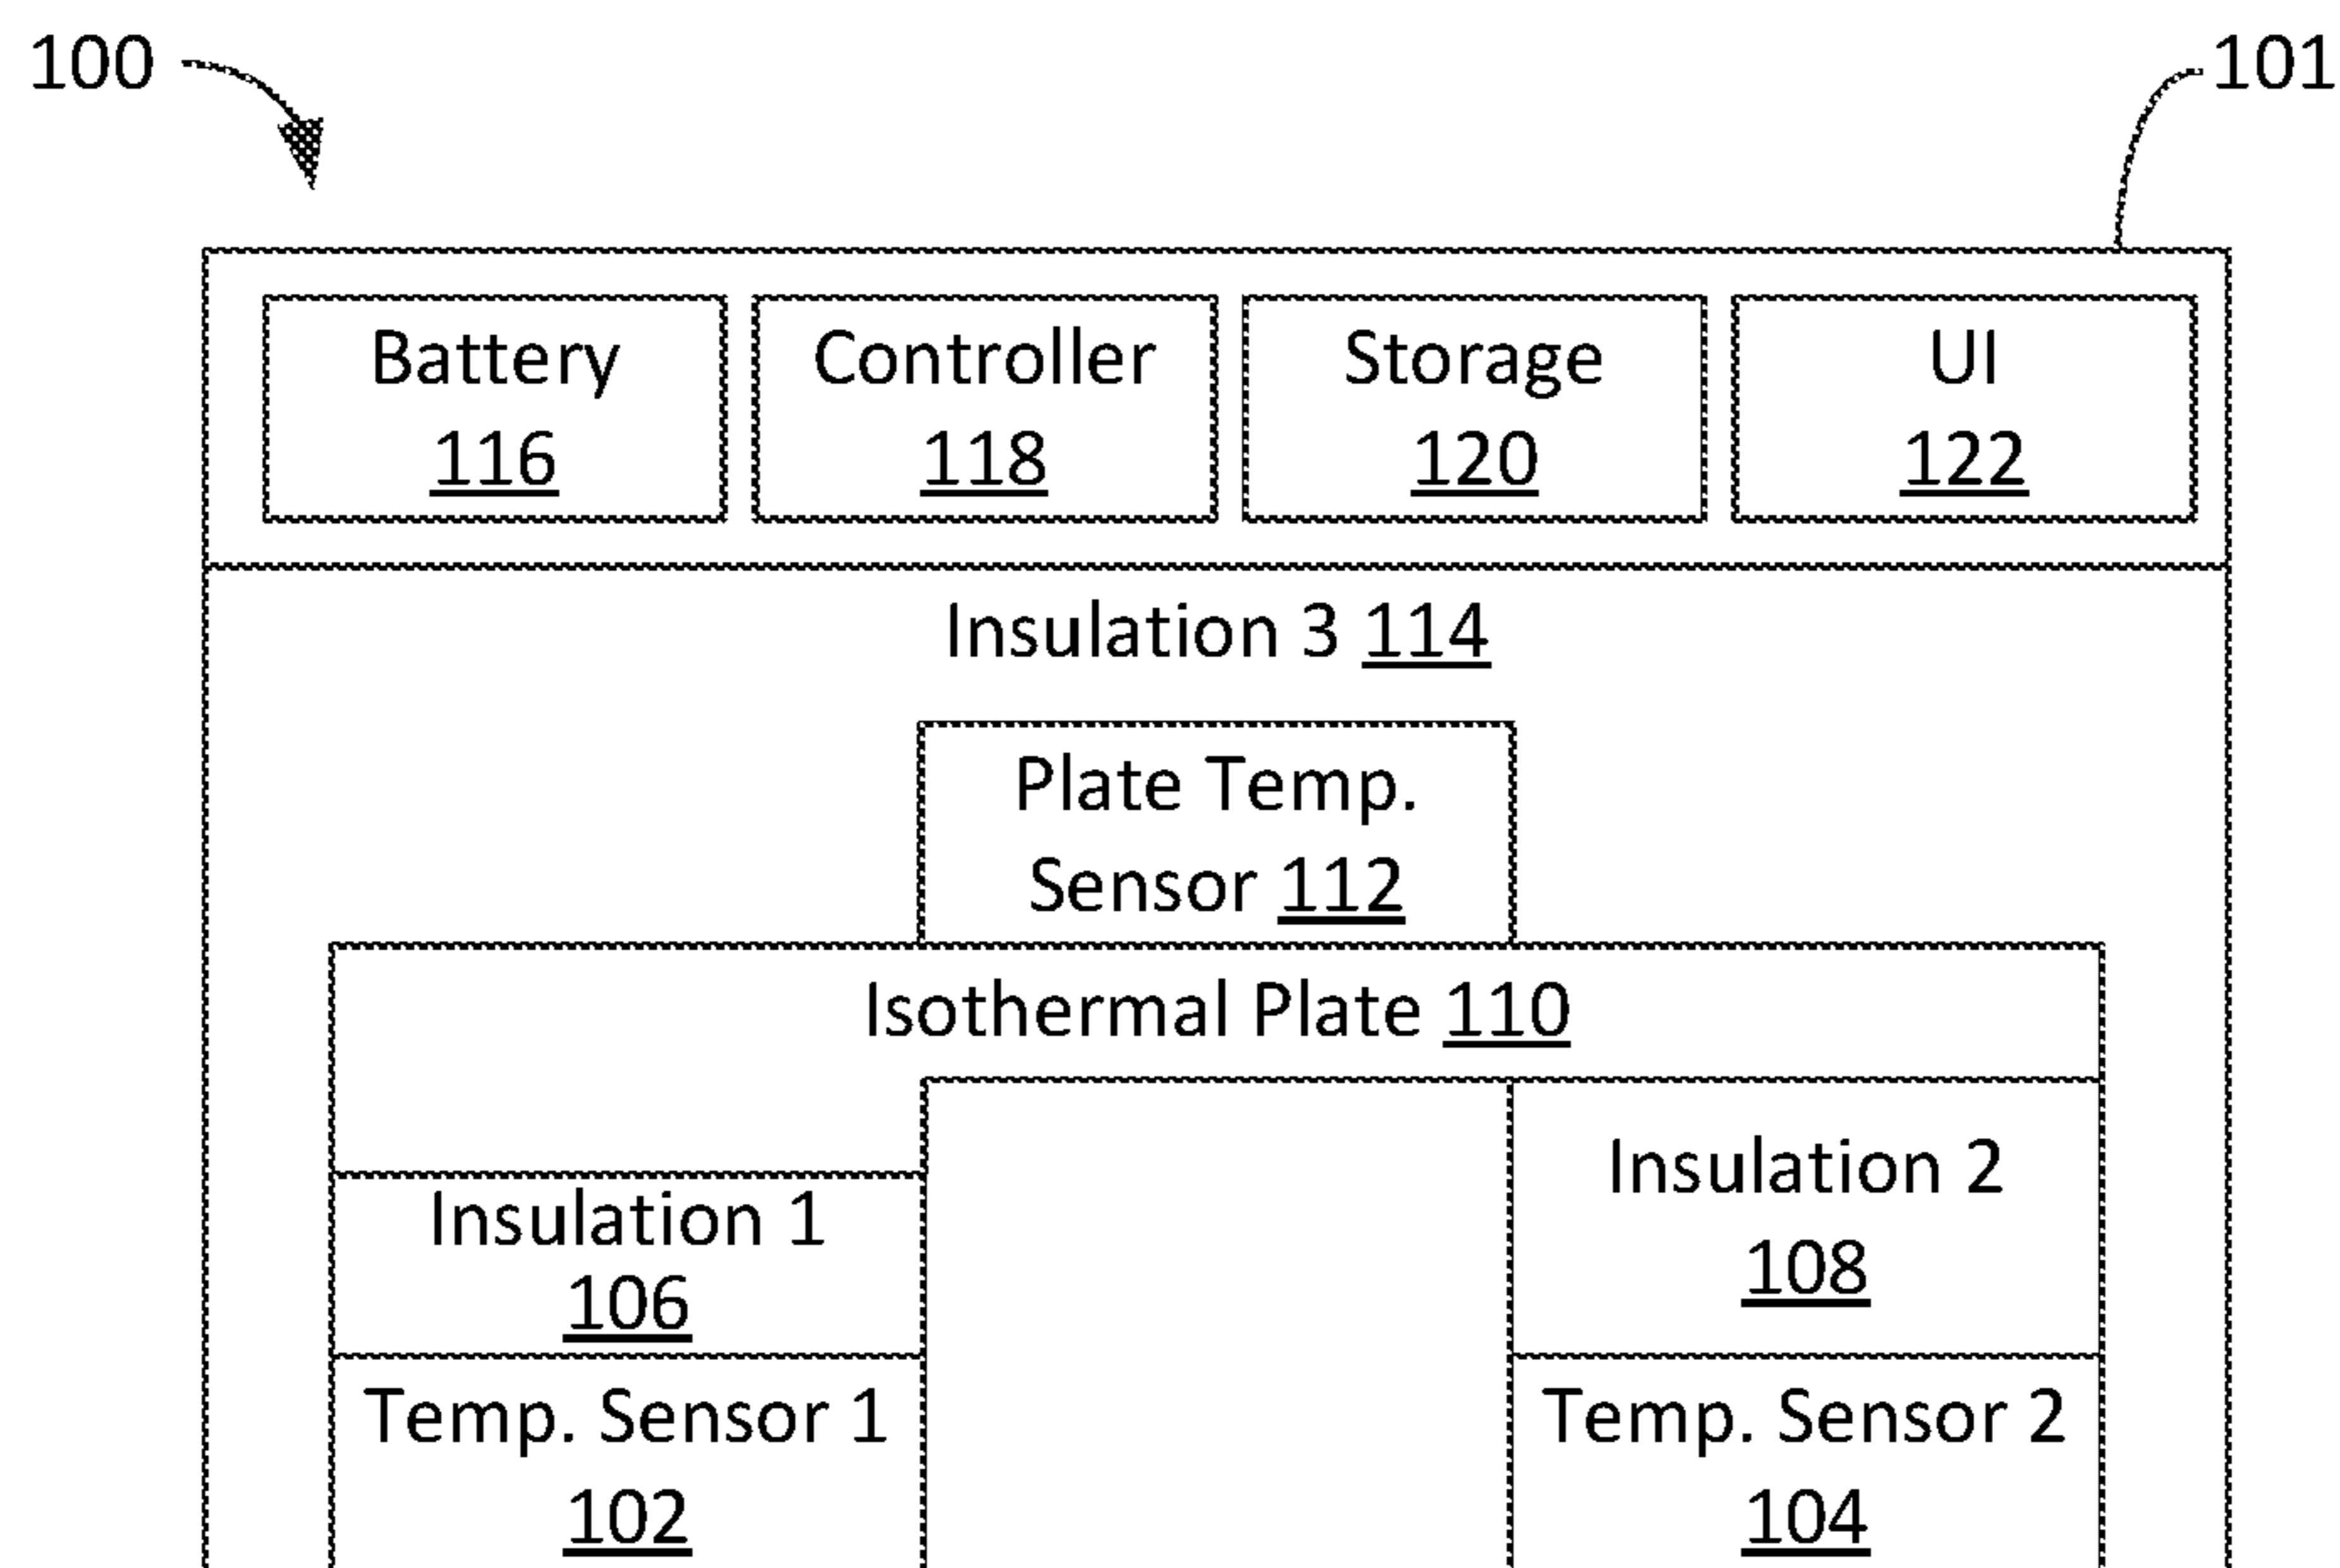 100
101
Battery
116
Controller
118
Storage
120
UI
122
Insulation 3 114
Plate Temp.
Sensor 112
Isothermal Plate 110
Insulation 1
106
Insulation 2
108
Temp. Sensor 1
102
Temp. Sensor 2
104